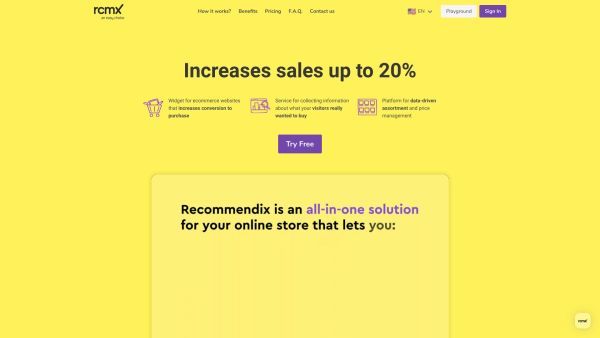 rcmx
an easy choice
How it works?
Benefits
Pricing
F.A.Q.
Contact us
EN
Playground
Sign In
Increases sales up to 20%
Widget for ecommerce websites
that increases conversion to
purchase
Service for collecting information
about what your visitors really
wanted to buy
Platform for data-driven
assortment and price
management
Try Free
Recommendix is an all-in-one solution
for your online store that lets you:
rcmx